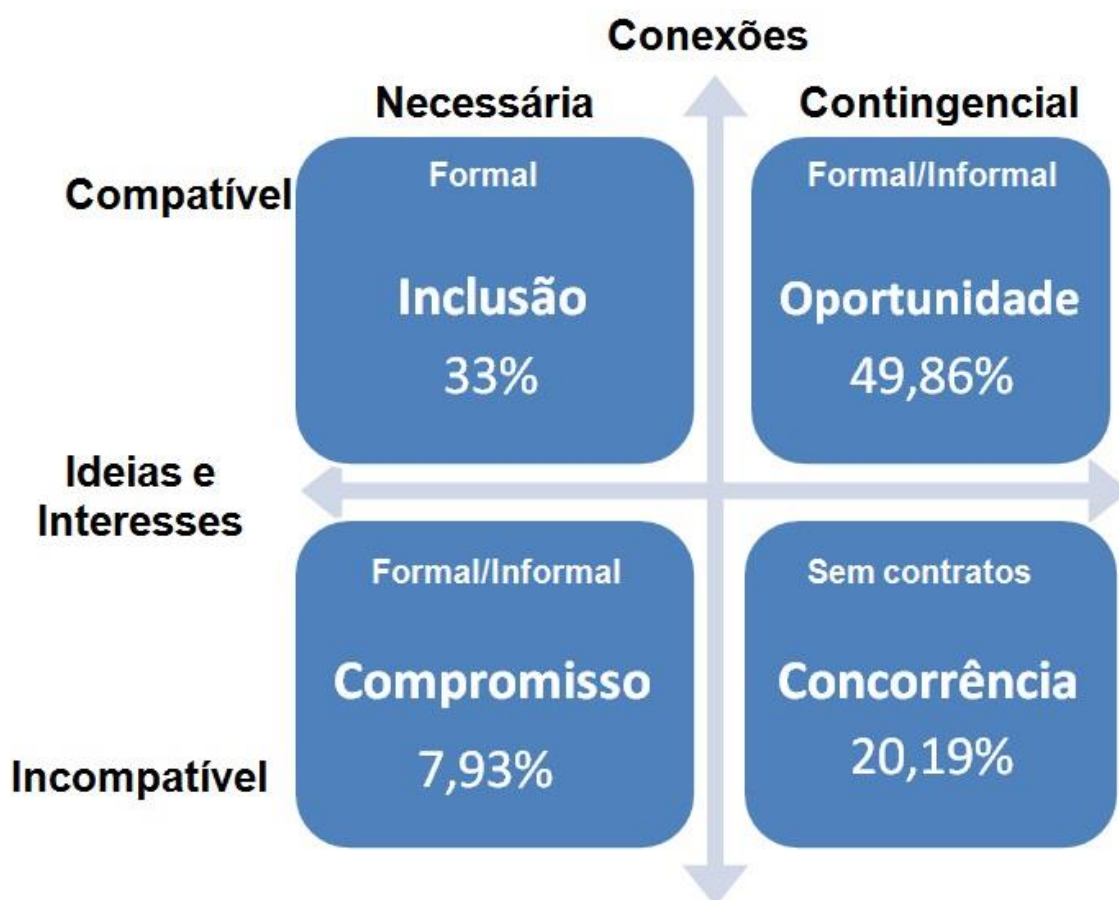 Conexões
Necessária
Contingencial
Compatível
Formal
Inclusão
33%
Formal/Informal
Oportunidade
49,86%
Ideias e
Interesses
Incompatível
Formal/Informal
Compromisso
7,93%
Sem contratos
Concorrência
20,19%